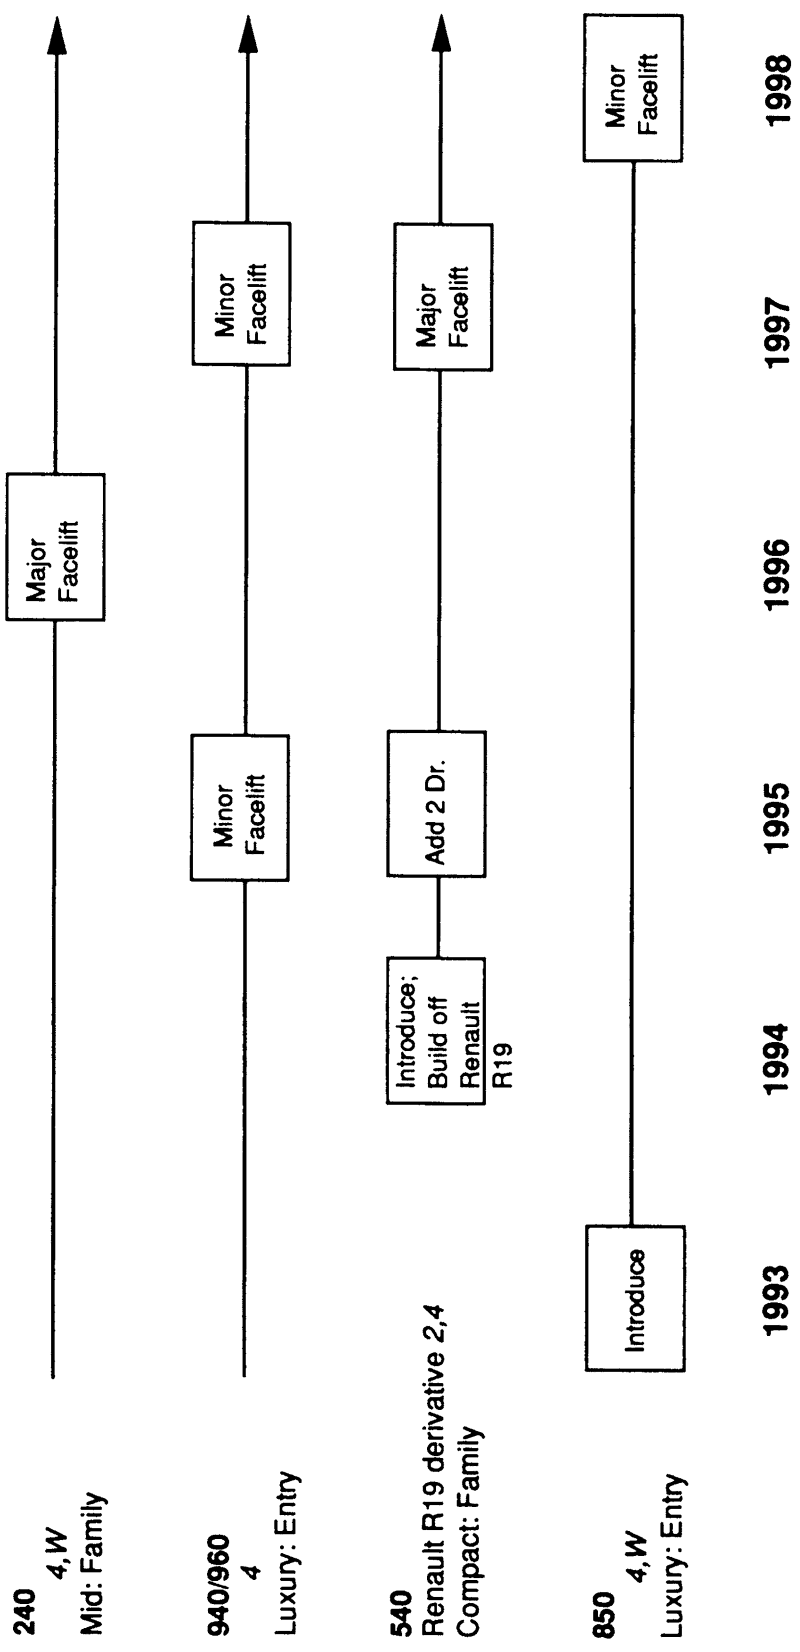 240
4,W
Mid: Family
Major
Facelift
940/960
4
Luxury: Entry
Minor
Facelift
Minor
Facelift
540
Renault R19 derivative 2,4
Compact: Family
Introduce;
Build off
Renault
R19
Add 2 Dr.
Major
Facelift
850
4,W
Luxury: Entry
Introduce
Minor
Facelift
1993
1994
1995
1996
1997
1998